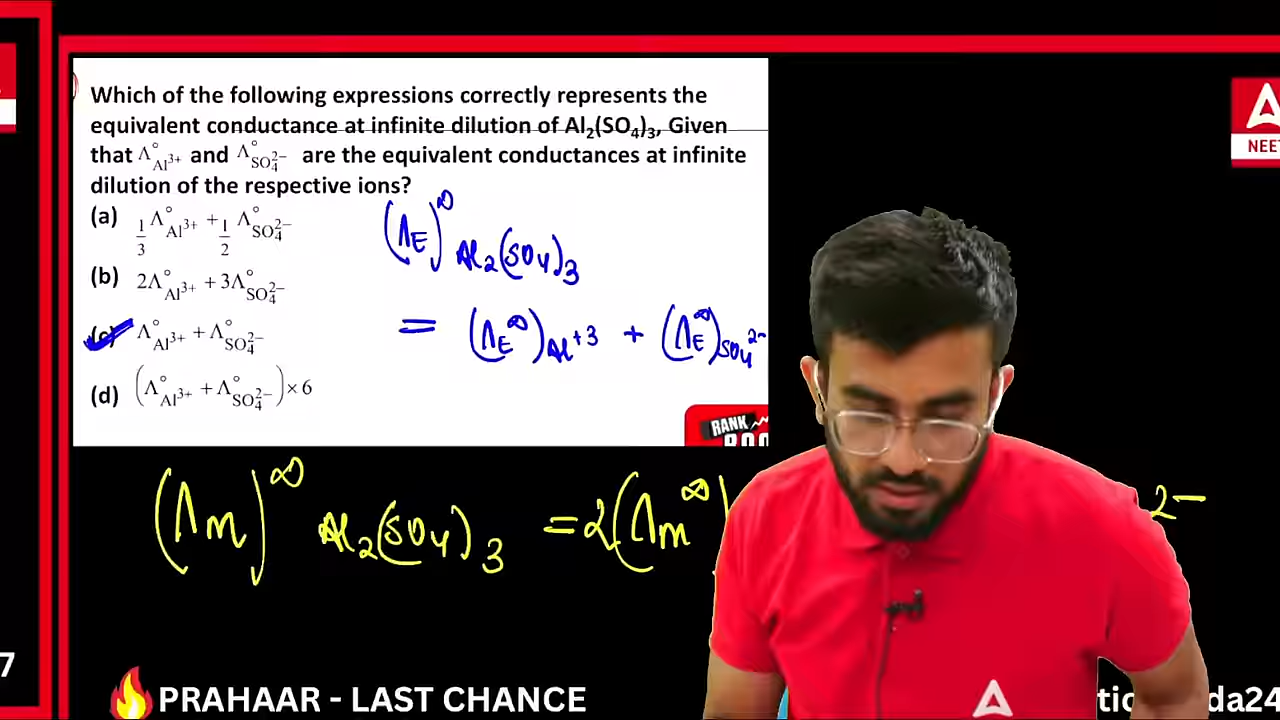 Which of the following expressions correctly represents the
equivalent conductance at infinite dilution of Al₂(SO₄)₃, Given
that Λ°Al³⁺ and Λ°SO₄²⁻ are the equivalent conductances at infinite
dilution of the respective ions?
(a) 1/3 Λ°Al³⁺ + 1/2 Λ°SO₄²⁻
(b) 2Λ°Al³⁺ + 3Λ°SO₄²⁻
(c) Λ°Al³⁺ + Λ°SO₄²⁻
(d) (Λ°Al³⁺ + Λ°SO₄²⁻) × 6
(ΛE)∞ Al₂(SO₄)₃
= (ΛE∞)Al⁺³ + (ΛE∞)SO₄²⁻
RANK
(Λm)∞ Al₂(SO₄)₃ = 2(Λm∞) 2−
A
NEET
7
PRAHAAR - LAST CHANCE